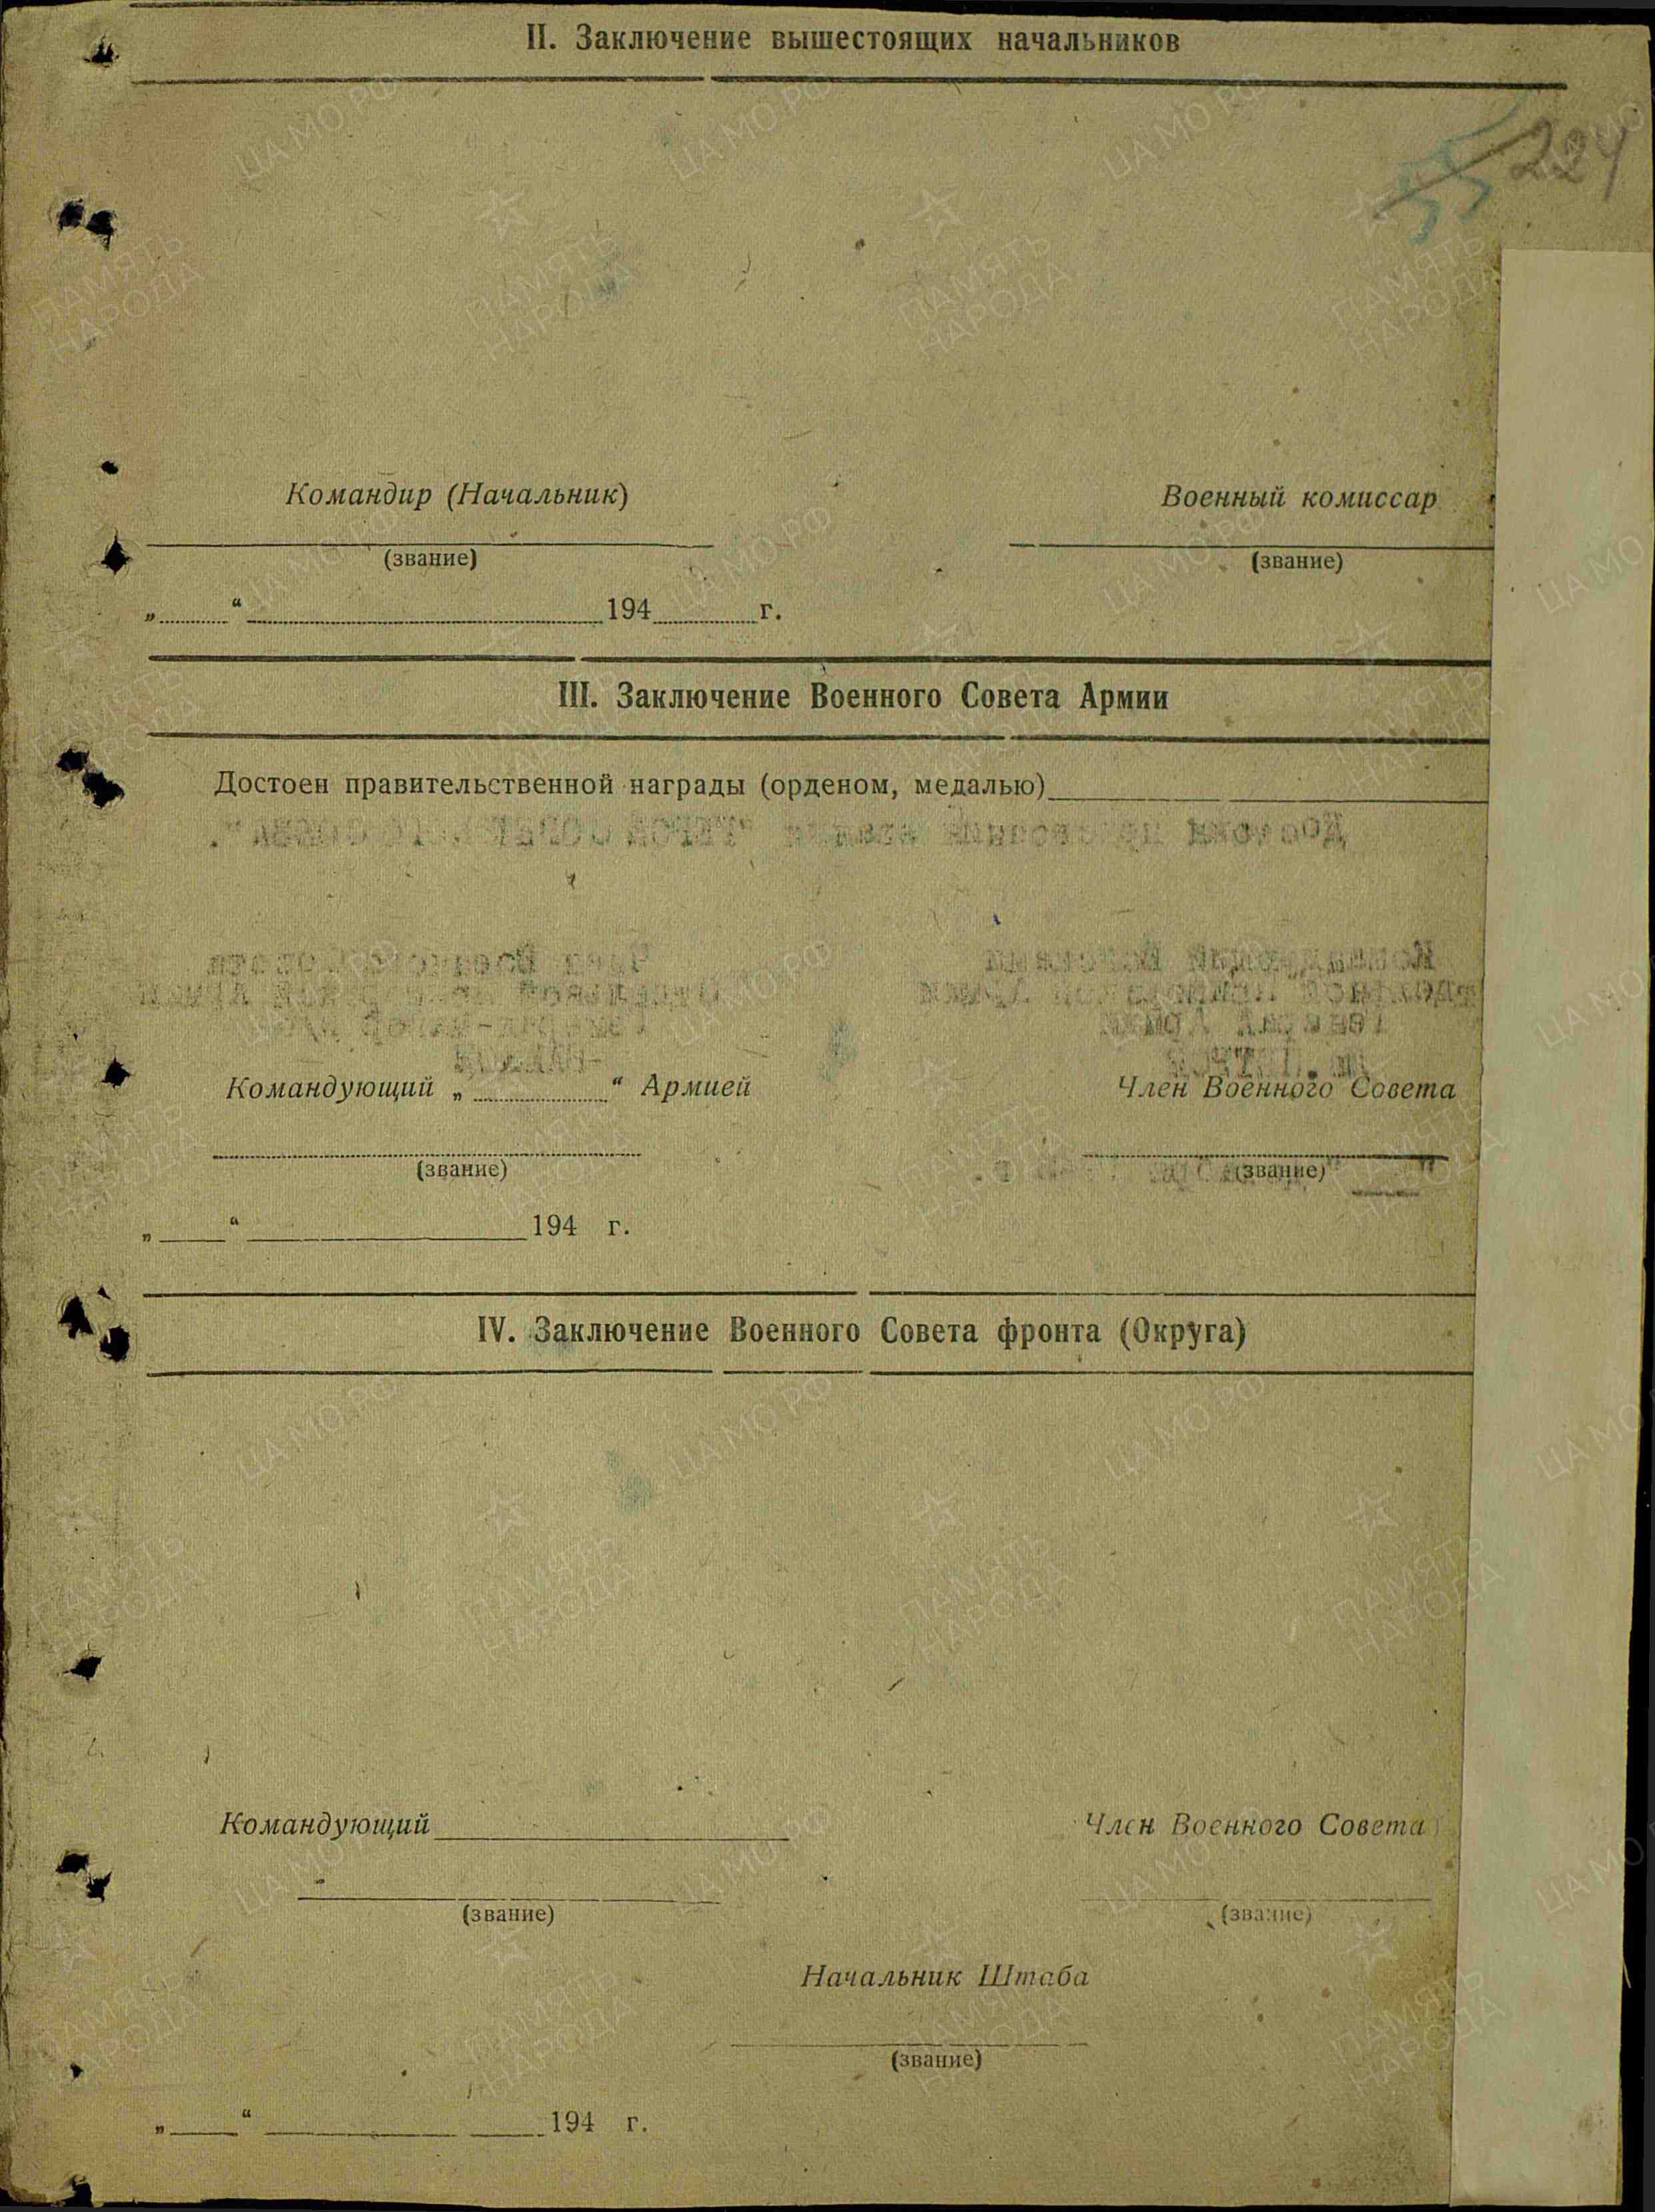 II. Заключение вышестоящих начальников
224
55
Командир (Начальник)
Военный комиссар
(звание)
(звание)
„ “ 194 г.
III. Заключение Военного Совета Армии
Достоен правительственной награды (орденом, медалью)
Командующий „ “ Армией
Член Военного Совета
(звание)
(звание)
„ “ 194 г.
IV. Заключение Военного Совета фронта (Округа)
Командующий
Член Военного Совета
(звание)
(звание)
Начальник Штаба
(звание)
„ “ 194 г.
ЦА МО РФ
ПАМЯТЬ
НАРОДА